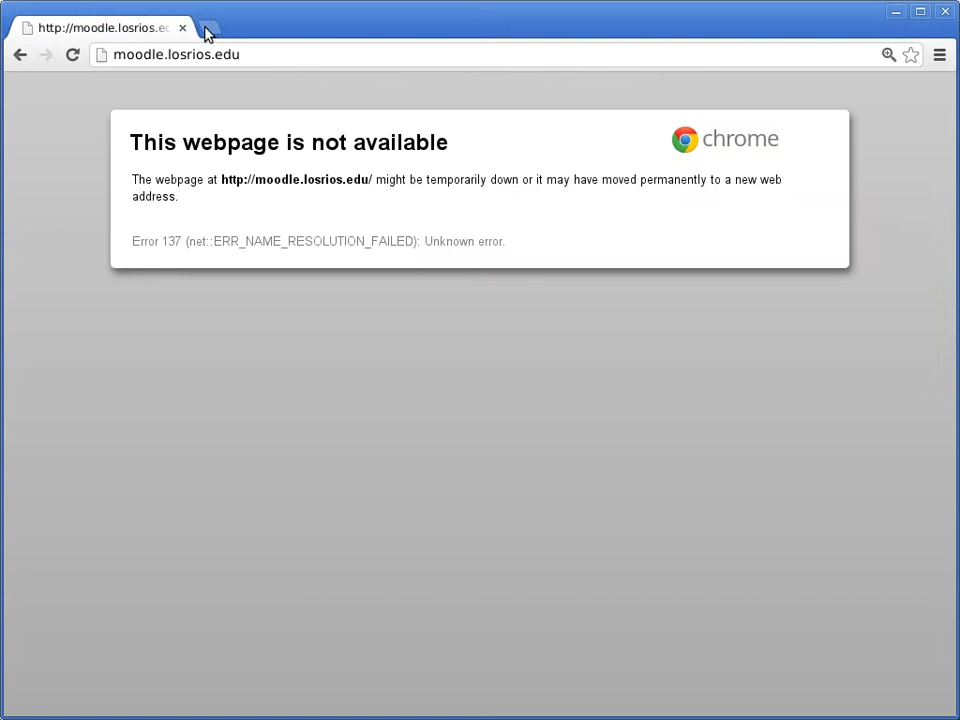 http://moodle.losrios.ec
moodle.losrios.edu
This webpage is not available
chrome
The webpage at http://moodle.losrios.edu/ might be temporarily down or it may have moved permanently to a new web
address.
Error 137 (net::ERR_NAME_RESOLUTION_FAILED): Unknown error.